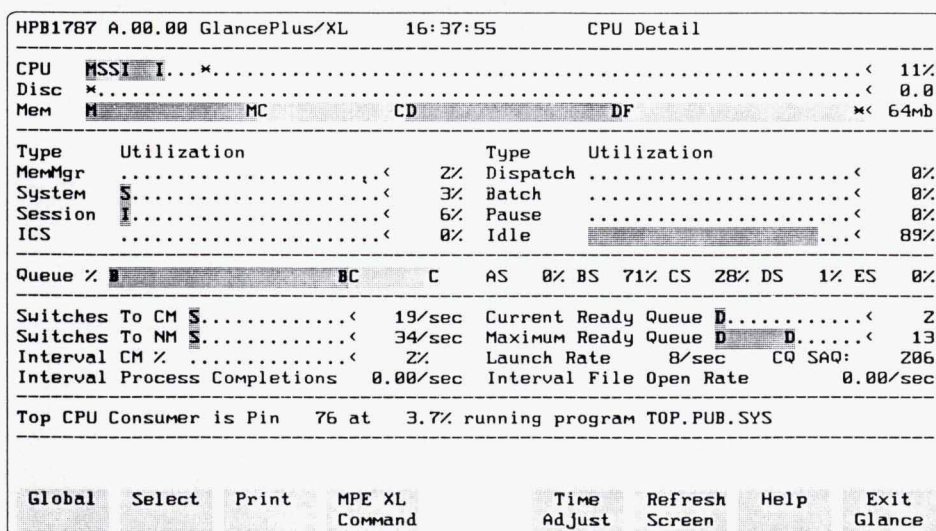 HPB1787 A.00.00 GlancePlus/XL 16:37:55 CPU Detail
CPU MSSI I...*..................................................................< 11%
Disc *..............................................................................< 0.0
Mem M MC CD DF *< 64mb
Type Utilization Type Utilization
MemMgr .......................< 2% Dispatch .......................< 0%
System S......................< 3% Batch .......................< 0%
Session I......................< 6% Pause .......................< 0%
ICS .......................< 0% Idle ...< 89%
Queue % B BC C AS 0% BS 71% CS 28% DS 1% ES 0%
Switches To CM S.............< 19/sec Current Ready Queue D............< 2
Switches To NM S.............< 34/sec Maximum Ready Queue D D......< 13
Interval CM % ..............< 2% Launch Rate 8/sec CQ SAQ: 206
Interval Process Completions 0.00/sec Interval File Open Rate 0.00/sec
Top CPU Consumer is Pin 76 at 3.7% running program TOP.PUB.SYS
Global Select Print MPE XL Command Time Adjust Refresh Screen Help Exit Glance